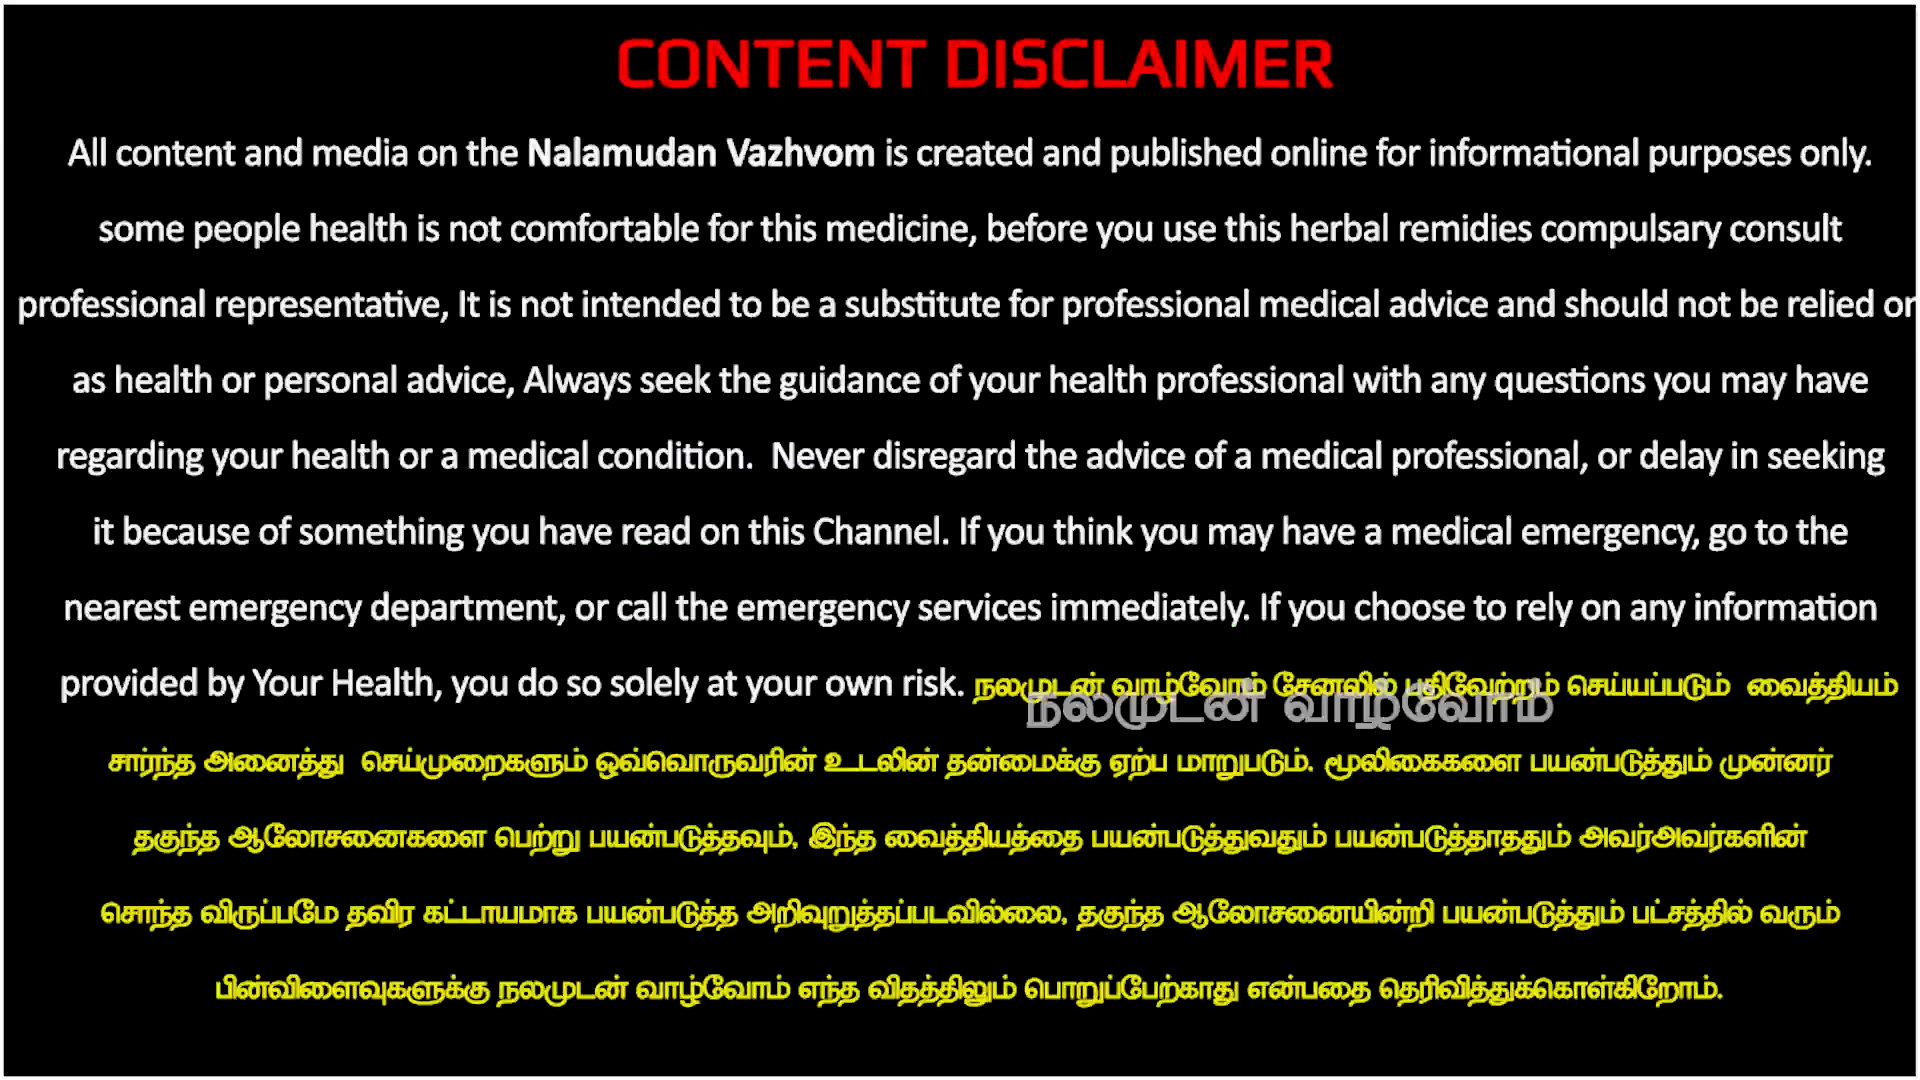 CONTENT DISCLAIMER
All content and media on the Nalamudan Vazhvom is created and published online for informational purposes only.
some people health is not comfortable for this medicine, before you use this herbal remidies compulsary consult
professional representative, It is not intended to be a substitute for professional medical advice and should not be relied on
as health or personal advice, Always seek the guidance of your health professional with any questions you may have
regarding your health or a medical condition.  Never disregard the advice of a medical professional, or delay in seeking
it because of something you have read on this Channel. If you think you may have a medical emergency, go to the
nearest emergency department, or call the emergency services immediately. If you choose to rely on any information
provided by Your Health, you do so solely at your own risk. நலமுடன் வாழ்வோம் சேனலில் பதிவேற்றம் செய்யப்படும் வைத்தியம்
நலமுடன் வாழ்வோம்
சார்ந்த அனைத்து செய்முறைகளும் ஒவ்வொருவரின் உடலின் தன்மைக்கு ஏற்ப மாறுபடும். மூலிகைகளை பயன்படுத்தும் முன்னர்
தகுந்த ஆலோசனைகளை பெற்று பயன்படுத்தவும், இந்த வைத்தியத்தை பயன்படுத்துவதும் பயன்படுத்தாததும் அவர்அவர்களின்
சொந்த விருப்பமே தவிர கட்டாயமாக பயன்படுத்த அறிவுறுத்தப்படவில்லை, தகுந்த ஆலோசனையின்றி பயன்படுத்தும் பட்சத்தில் வரும்
பின்விளைவுகளுக்கு நலமுடன் வாழ்வோம் எந்த விதத்திலும் பொறுப்பேற்காது என்பதை தெரிவித்துக்கொள்கிறோம்.